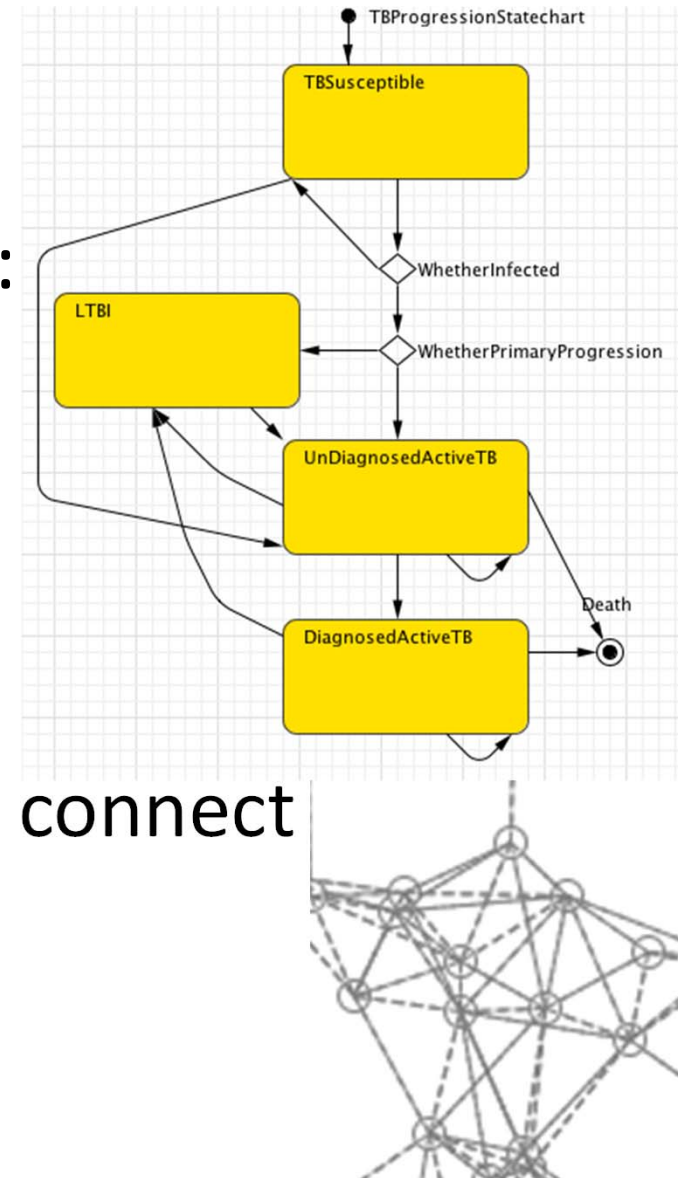 TBProgressionStatechart
TBSusceptible
:
WhetherInfected
LTBI
WhetherPrimaryProgression
UnDiagnosedActiveTB
Death
DiagnosedActiveTB
connect